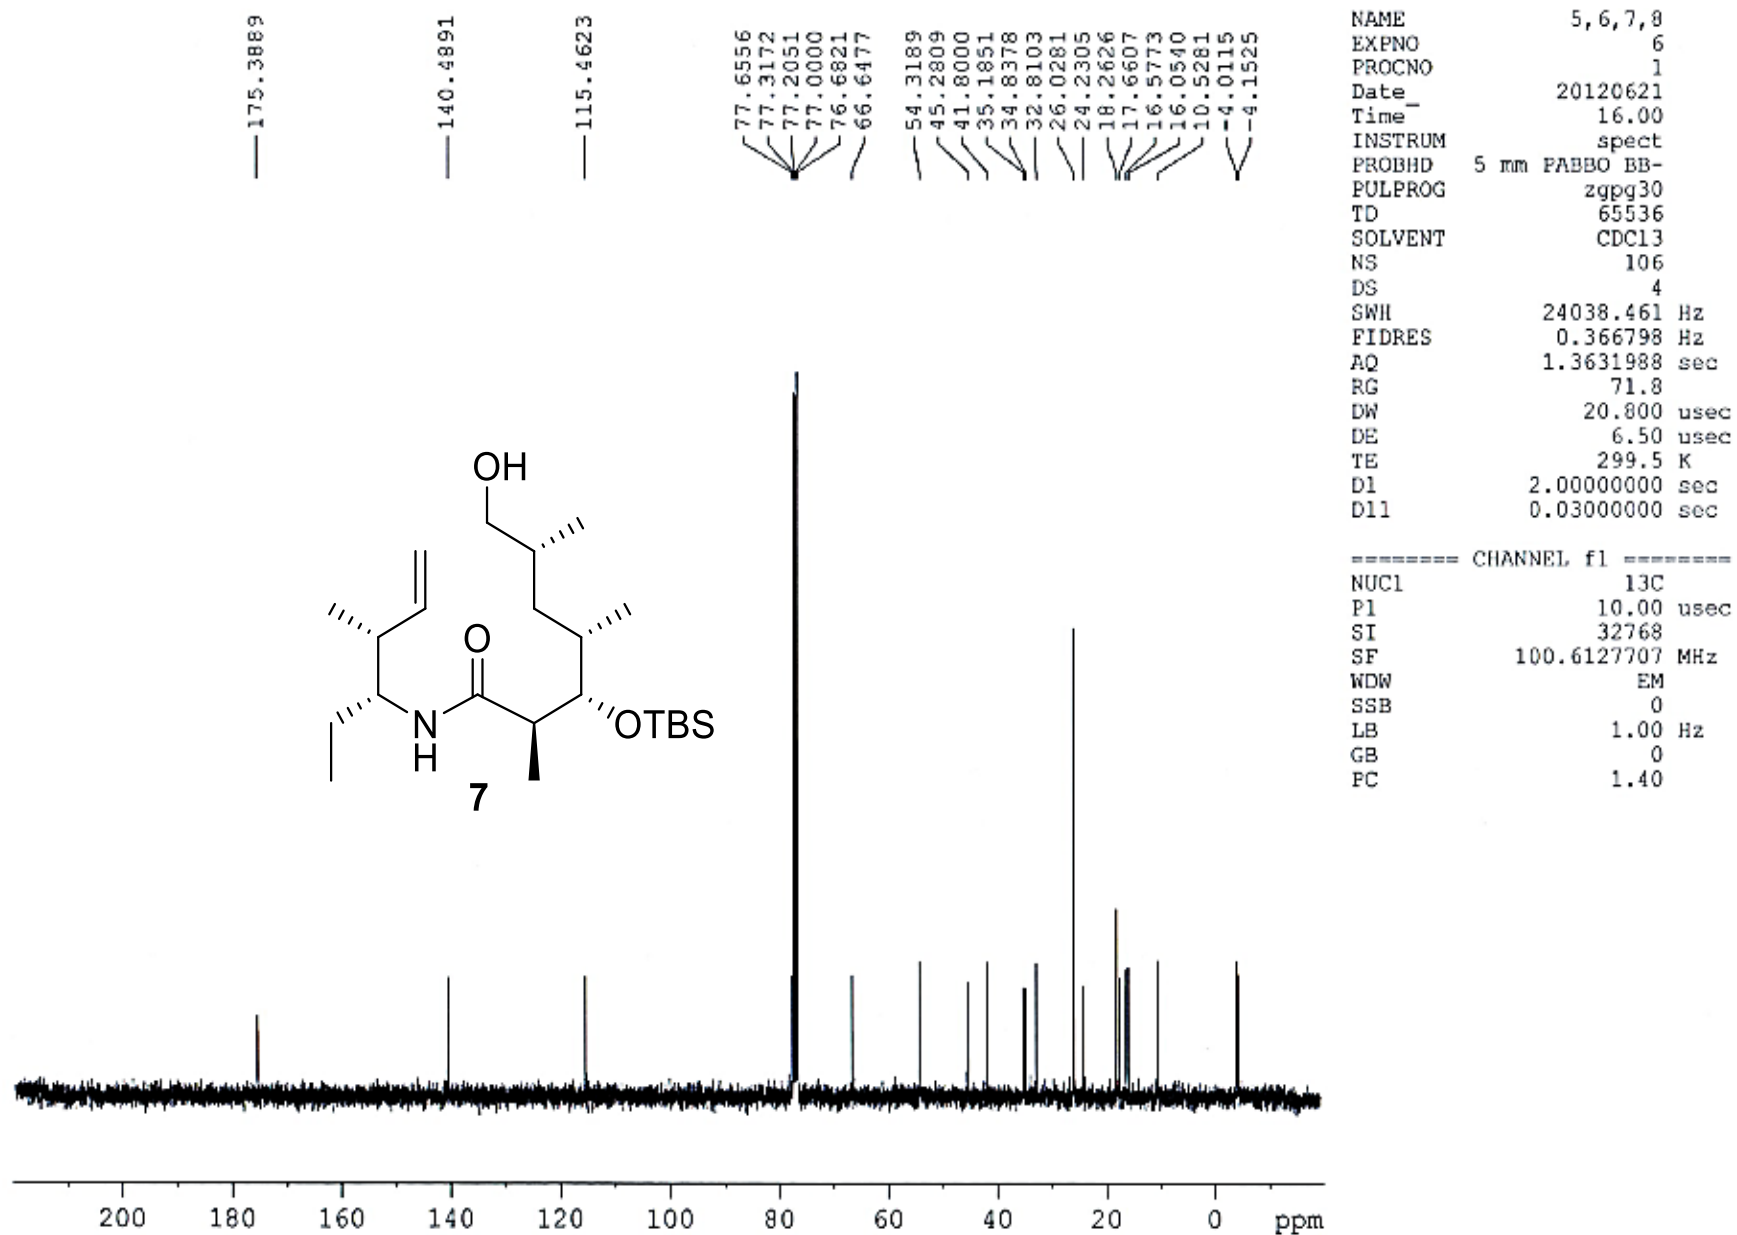 175.3889
140.4891
115.4623
77.6556
77.3172
77.2051
77.0000
76.6821
66.6477
54.3189
45.2809
41.8000
35.1851
34.8378
32.8103
26.0281
24.2305
18.2626
17.6607
16.5773
16.0540
10.5281
-4.0115
-4.1525
NAME 5,6,7,8
EXPNO 6
PROCNO 1
Date_ 20120621
Time 16.00
INSTRUM spect
PROBHD 5 mm PABBO BB-
PULPROG zgpg30
TD 65536
SOLVENT CDCl3
NS 106
DS 4
SWH 24038.461 Hz
FIDRES 0.366798 Hz
AQ 1.3631988 sec
RG 71.8
DW 20.800 usec
DE 6.50 usec
TE 299.5 K
D1 2.00000000 sec
D11 0.03000000 sec
======== CHANNEL f1 ========
NUC1 13C
P1 10.00 usec
SI 32768
SF 100.6127707 MHz
WDW EM
SSB 0
LB 1.00 Hz
GB 0
PC 1.40
OH
O
N
H
OTBS
7
200 180 160 140 120 100 80 60 40 20 0 ppm